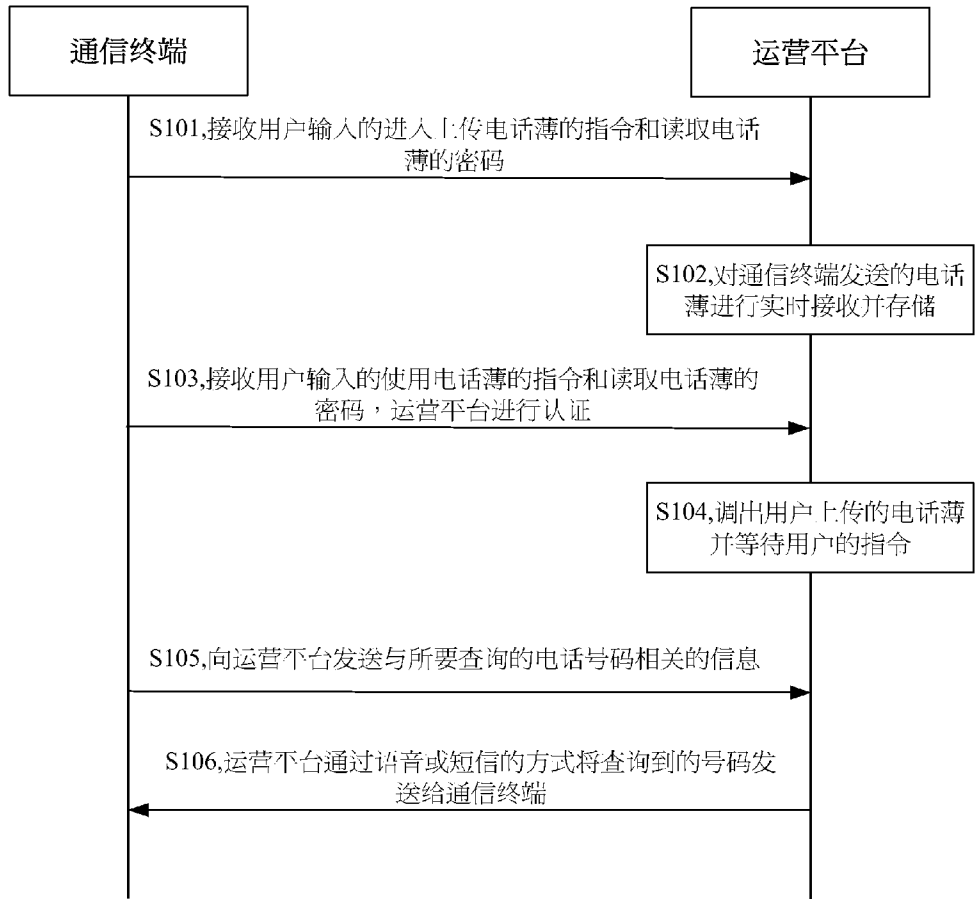 通信终端
运营平台
S101,接收用户输入的进入上传电话薄的指令和读取电话
薄的密码
S102,对通信终端发送的电话
薄进行实时接收并存储
S103,接收用户输入的使用电话薄的指令和读取电话薄的
密码，运营平台进行认证
S104,调出用户上传的电话薄
并等待用户的指令
S105,向运营平台发送与所要查询的电话号码相关的信息
S106,运营平台通过语音或短信的方式将查询到的号码发
送给通信终端